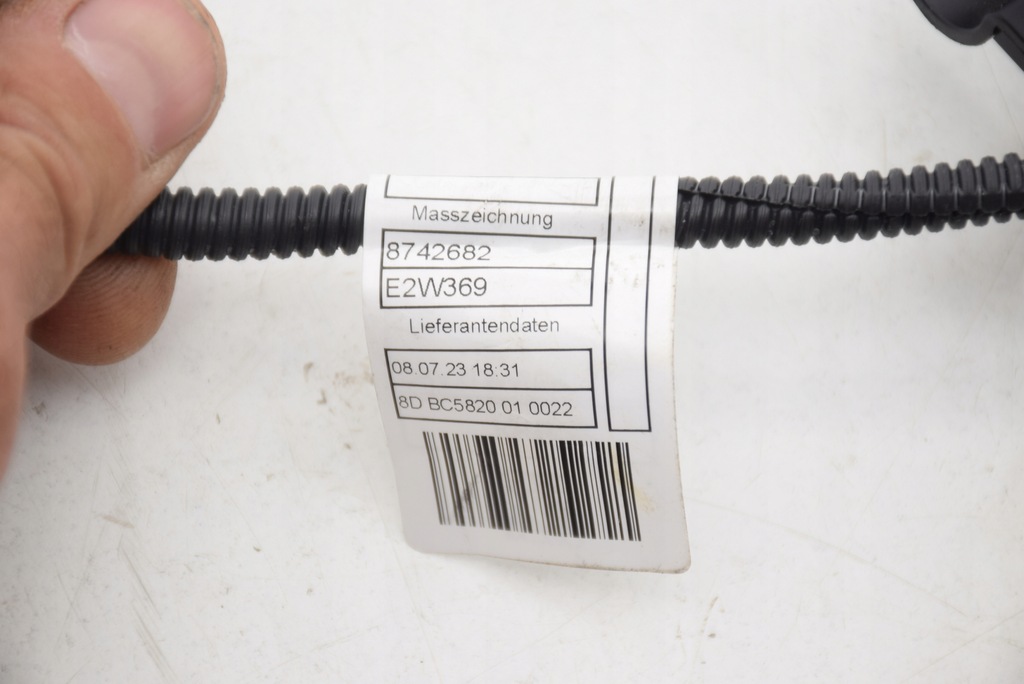 Masszeichnung
8742682
E2W369
Lieferantendaten
08.07.23 18:31
8D BC5820 01 0022